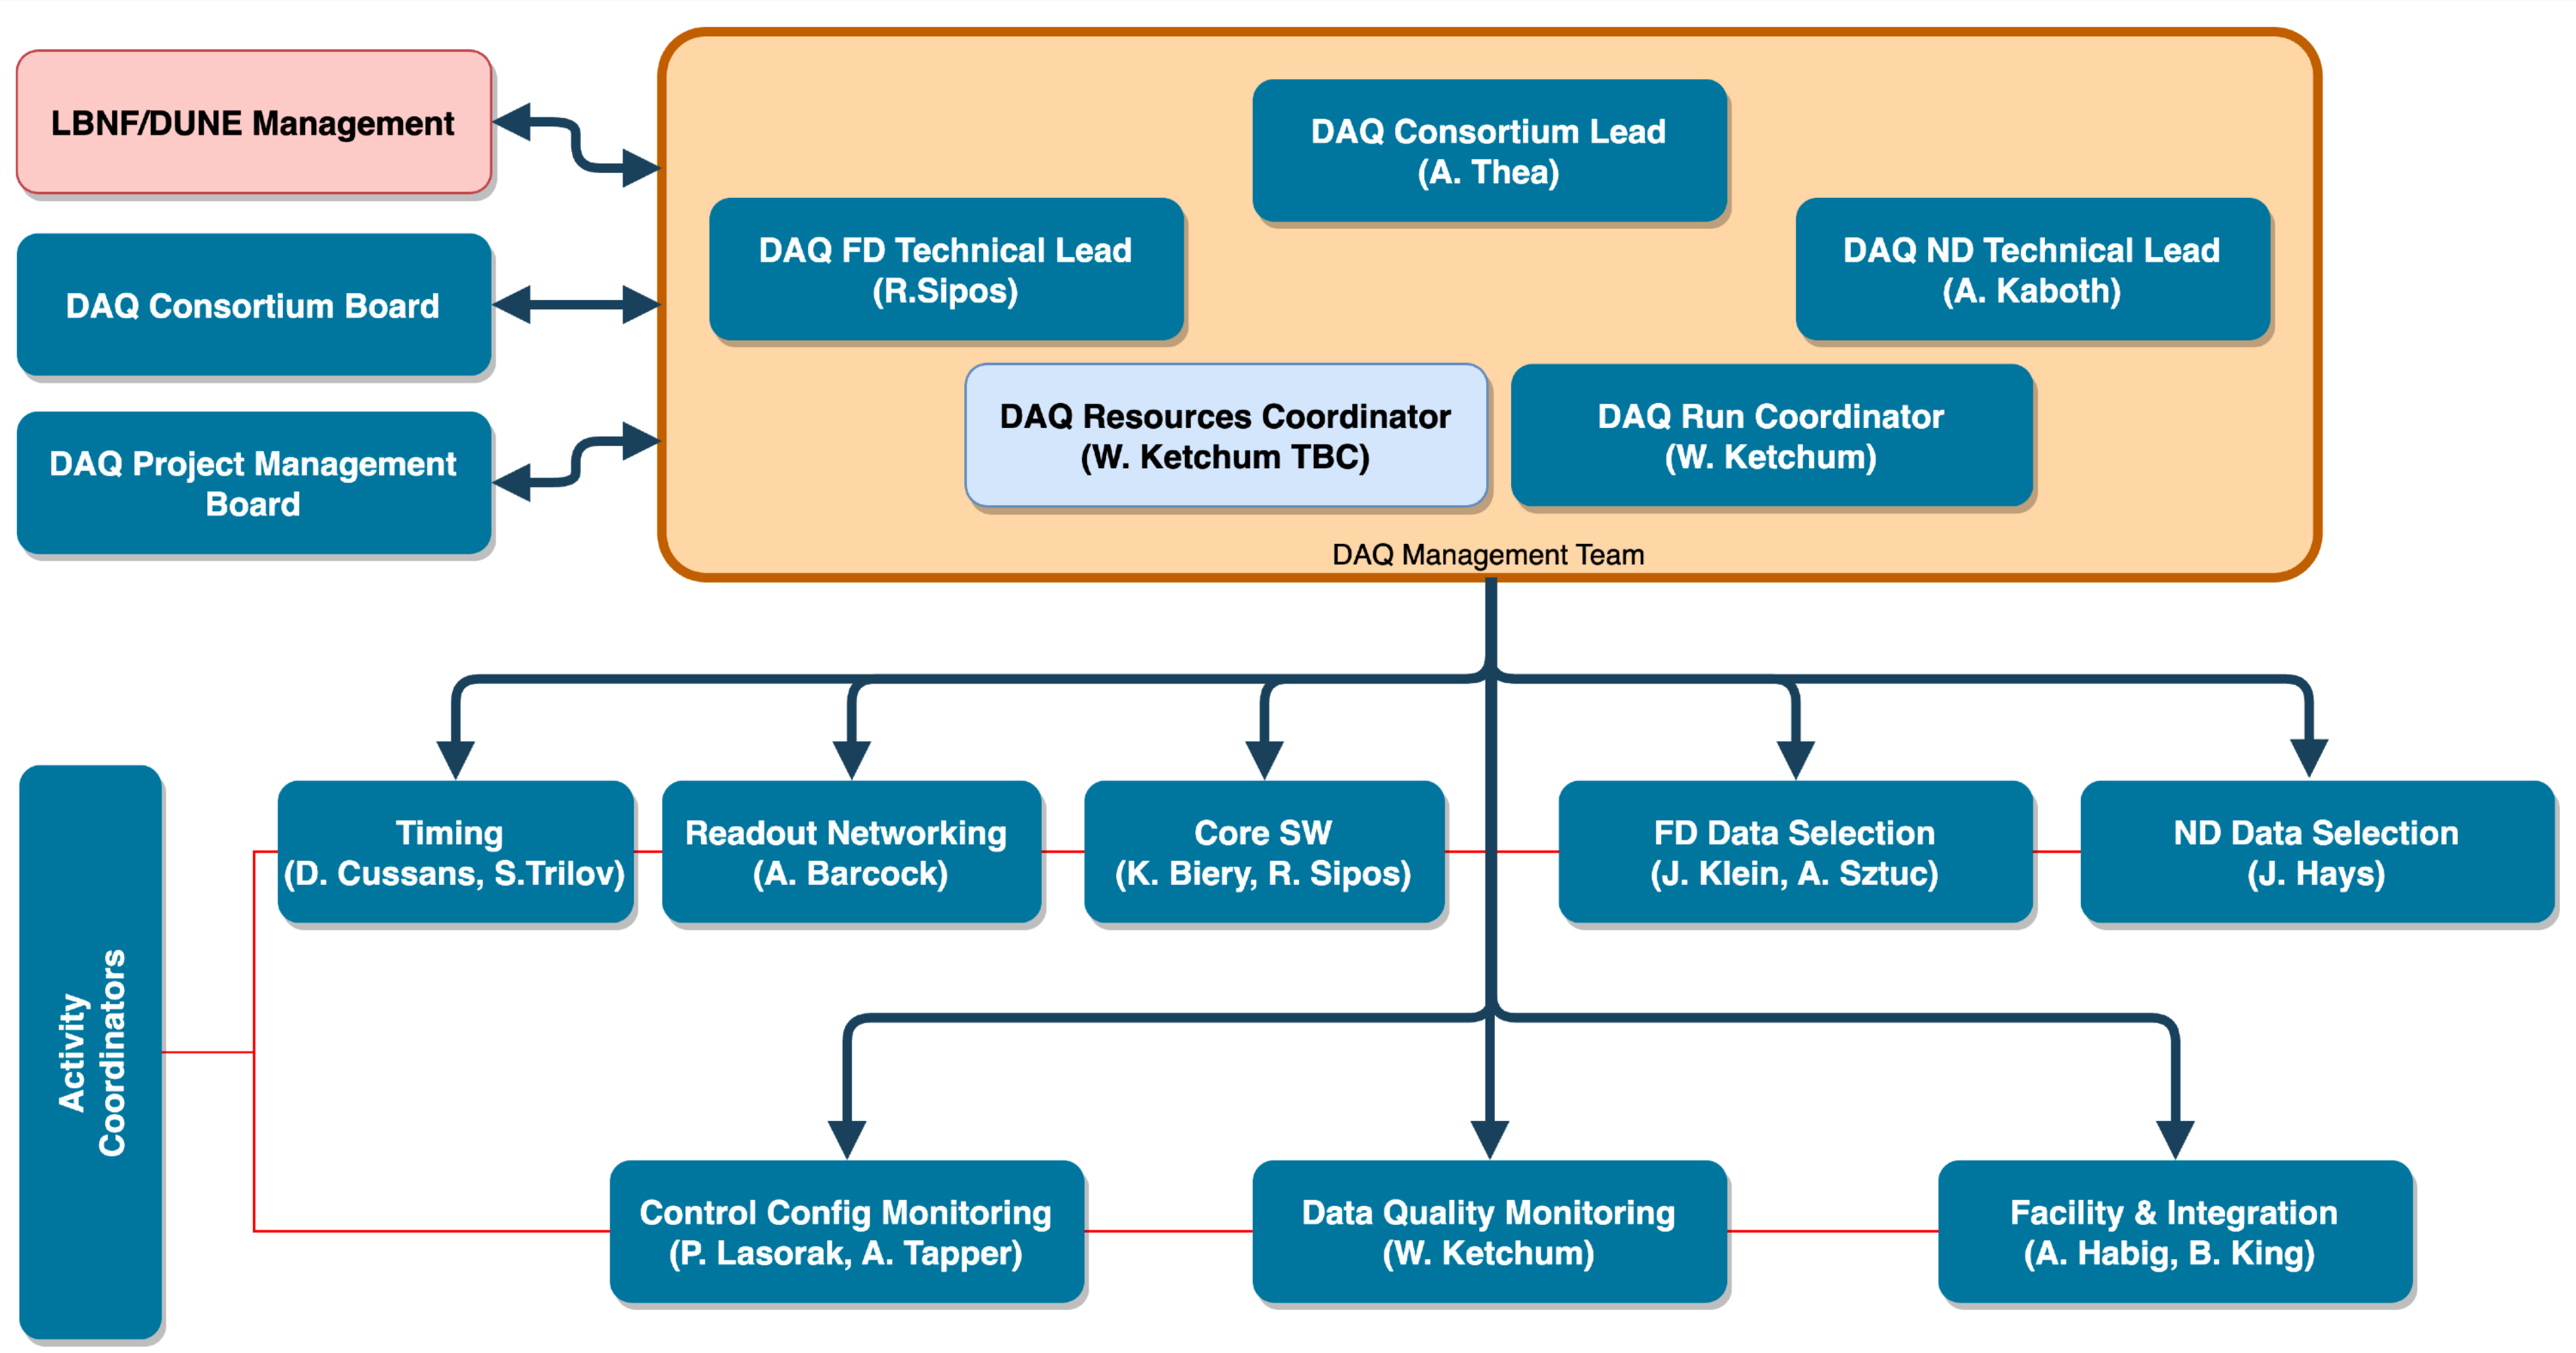 LBNF/DUNE Management
DAQ Consortium Board
DAQ Project Management
Board
DAQ Consortium Lead
(A. Thea)
DAQ FD Technical Lead
(R.Sipos)
DAQ ND Technical Lead
(A. Kaboth)
DAQ Resources Coordinator
(W. Ketchum TBC)
DAQ Run Coordinator
(W. Ketchum)
DAQ Management Team
Activity
Coordinators
Timing
(D. Cussans, S.Trilov)
Readout Networking
(A. Barcock)
Core SW
(K. Biery, R. Sipos)
FD Data Selection
(J. Klein, A. Sztuc)
ND Data Selection
(J. Hays)
Control Config Monitoring
(P. Lasorak, A. Tapper)
Data Quality Monitoring
(W. Ketchum)
Facility & Integration
(A. Habig, B. King)